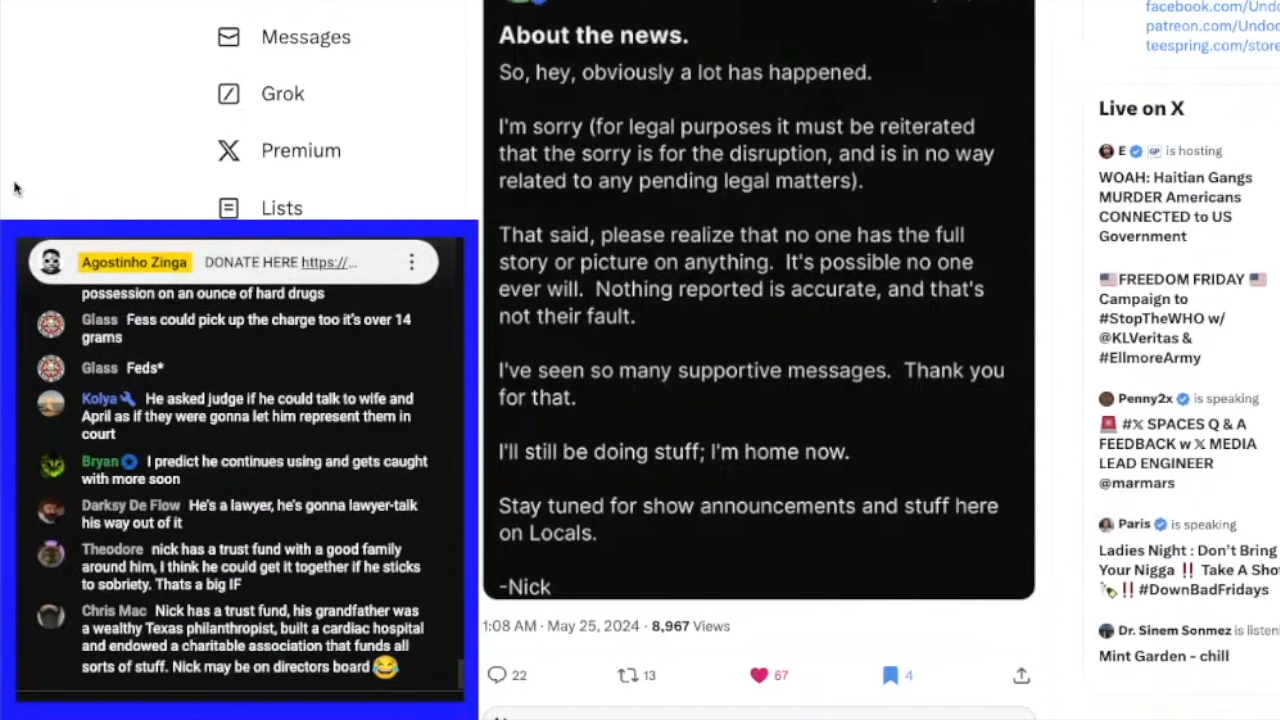 Messages
Grok
Premium
Lists
Agostinho Zinga DONATE HERE https://...
possession on an ounce of hard drugs
Glass Fess could pick up the charge too it's over 14
grams
Glass Feds*
Kolya He asked judge if he could talk to wife and
April as if they were gonna let him represent them in
court
Bryan I predict he continues using and gets caught
with more soon
Darksy De Flow He's a lawyer, he's gonna lawyer-talk
his way out of it
Theodore nick has a trust fund with a good family
around him, I think he could get it together if he sticks
to sobriety. Thats a big IF
Chris Mac Nick has a trust fund, his grandfather was
a wealthy Texas philanthropist, built a cardiac hospital
and endowed a charitable association that funds all
sorts of stuff. Nick may be on directors board 😂
About the news.
So, hey, obviously a lot has happened.
I'm sorry (for legal purposes it must be reiterated
that the sorry is for the disruption, and is in no way
related to any pending legal matters).
That said, please realize that no one has the full
story or picture on anything. It's possible no one
ever will. Nothing reported is accurate, and that's
not their fault.
I've seen so many supportive messages. Thank you
for that.
I'll still be doing stuff; I'm home now.
Stay tuned for show announcements and stuff here
on Locals.
-Nick
1:08 AM · May 25, 2024 · 8,967 Views
22 13 67 4
facebook.com/Undo
patreon.com/Undoc
teespring.com/store
Live on X
E GP is hosting
WOAH: Haitian Gangs
MURDER Americans
CONNECTED to US
Government
🇺🇸FREEDOM FRIDAY 🇺🇸
Campaign to
#StopTheWHO w/
@KLVeritas &
#EllmoreArmy
Penny2x is speaking
🚨 #𝕏 SPACES Q & A
FEEDBACK w 𝕏 MEDIA
LEAD ENGINEER
@marmars
Paris is speaking
Ladies Night : Don't Bring
Your Nigga ‼️ Take A Sho
🍾‼️ #DownBadFridays
Dr. Sinem Sonmez is listeni
Mint Garden - chill